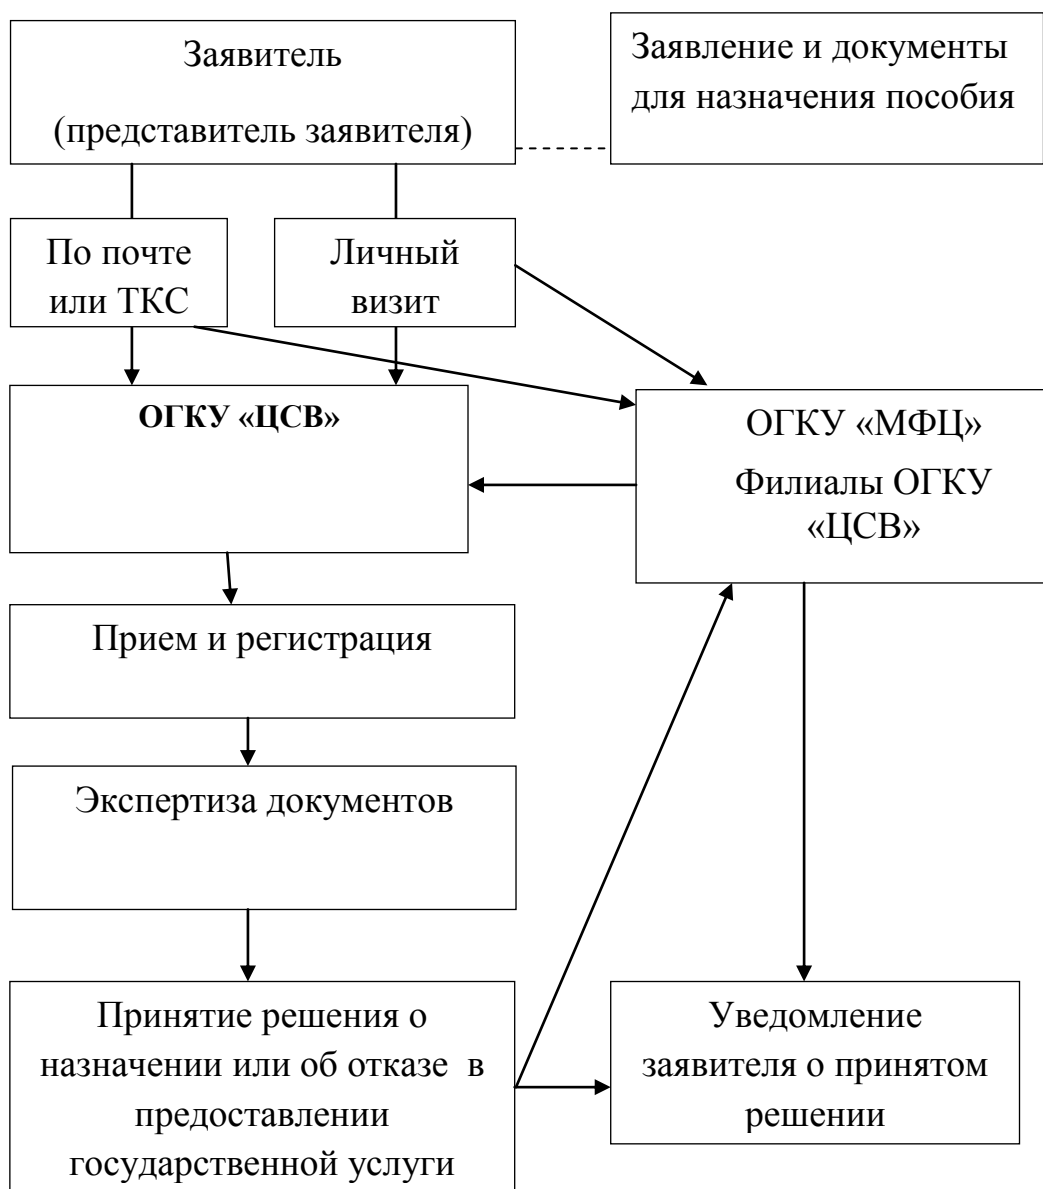 Заявитель
(представитель заявителя)
Заявление и документы
для назначения пособия
По почте
или ТКС
Личный
визит
ОГКУ «ЦСВ»
ОГКУ «МФЦ»
Филиалы ОГКУ
«ЦСВ»
Прием и регистрация
Экспертиза документов
Принятие решения о
назначении или об отказе в
предоставлении
государственной услуги
Уведомление
заявителя о принятом
решении